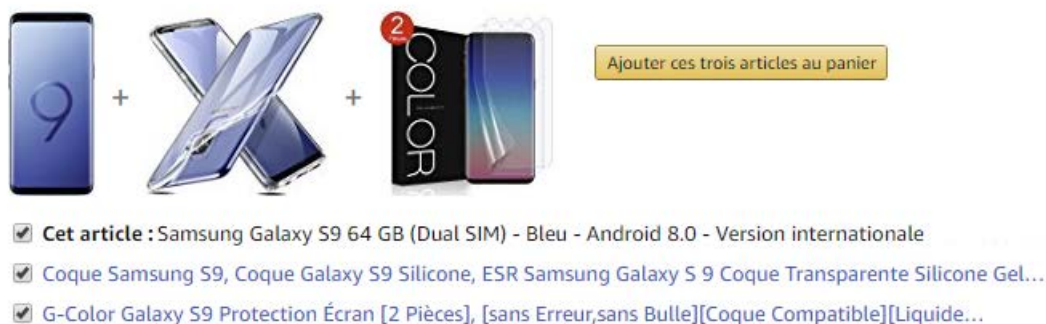 2
COLOR
9
+
+
Ajouter ces trois articles au panier
Cet article : Samsung Galaxy S9 64 GB (Dual SIM) - Bleu - Android 8.0 - Version internationale
Coque Samsung S9, Coque Galaxy S9 Silicone, ESR Samsung Galaxy S 9 Coque Transparente Silicone Gel…
G-Color Galaxy S9 Protection Écran [2 Pièces], [sans Erreur,sans Bulle][Coque Compatible][Liquide…